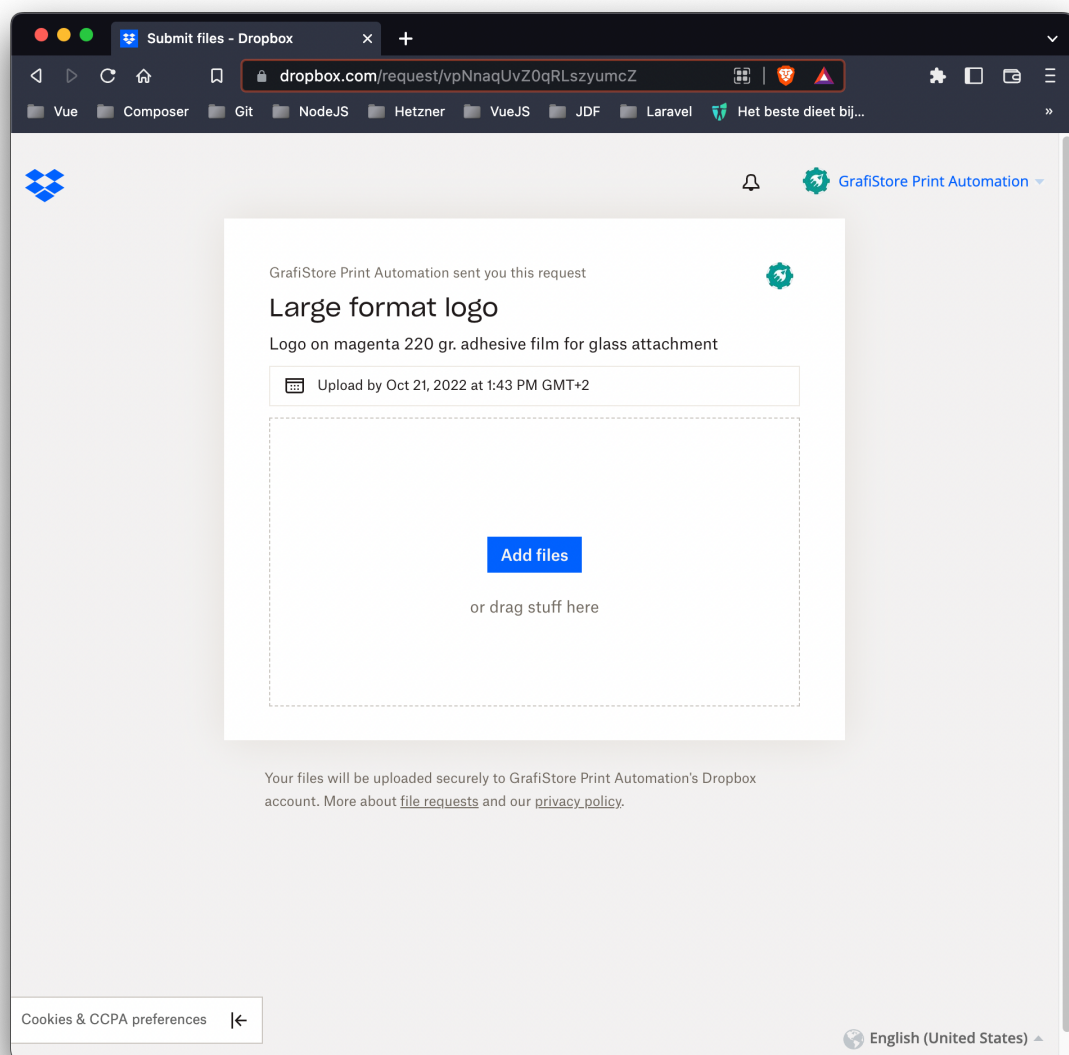 Submit files - Dropbox
dropbox.com/request/vpNnaqUvZ0qRLszyumcZ
Vue Composer Git NodeJS Hetzner VueJS JDF Laravel Het beste dieet bij... »
GrafiStore Print Automation
GrafiStore Print Automation sent you this request
Large format logo
Logo on magenta 220 gr. adhesive film for glass attachment
Upload by Oct 21, 2022 at 1:43 PM GMT+2
Add files
or drag stuff here
Your files will be uploaded securely to GrafiStore Print Automation's Dropbox
account. More about file requests and our privacy policy.
Cookies & CCPA preferences
English (United States)